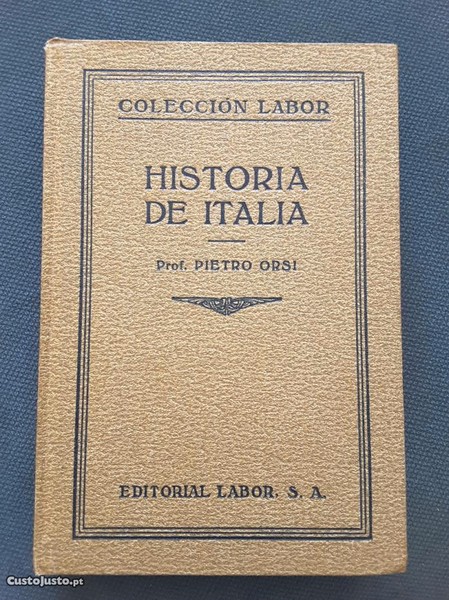 COLECCIÓN LABOR
HISTORIA
DE ITALIA
Prof. PIETRO ORSI
EDITORIAL LABOR. S. A.
CustoJusto.pt